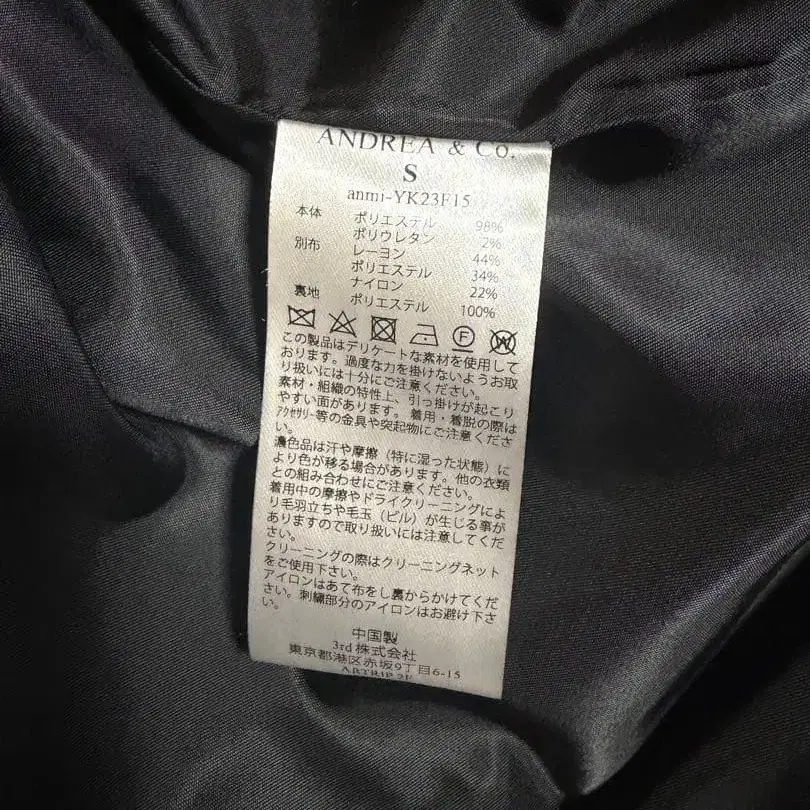 ANDREA & Co.
S
anmi-YK23F15
本体 ポリエステル 98%
ポリウレタン 2%
別布 レーヨン 44%
ポリエステル 34%
ナイロン 22%
裏地 ポリエステル 100%
F W
この製品はデリケートな素材を使用して
おります。過度な力を掛けないようお取
り扱いには十分にご注意ください。
素材・組織の特性上、引っ掛けが起こり
やすい面があります。着用・着脱の際は
アクセサリー等の金具や突起物にご注意くださ
い。
濃色品は汗や摩擦（特に湿った状態）に
より色が移る場合があります。他の衣類
との組み合わせにご注意ください。
着用中の摩擦やドライクリーニングによ
り毛羽立ちや毛玉（ピル）が生じる事が
ありますので取り扱いには注意してくだ
さい。
クリーニングの際はクリーニングネット
をご使用下さい。
アイロンはあて布をし裏からかけてくだ
さい。刺繍部分のアイロンはお避け下さ
い。
中国製
3rd株式会社
東京都港区赤坂9丁目6-15
ARTRIP 2F